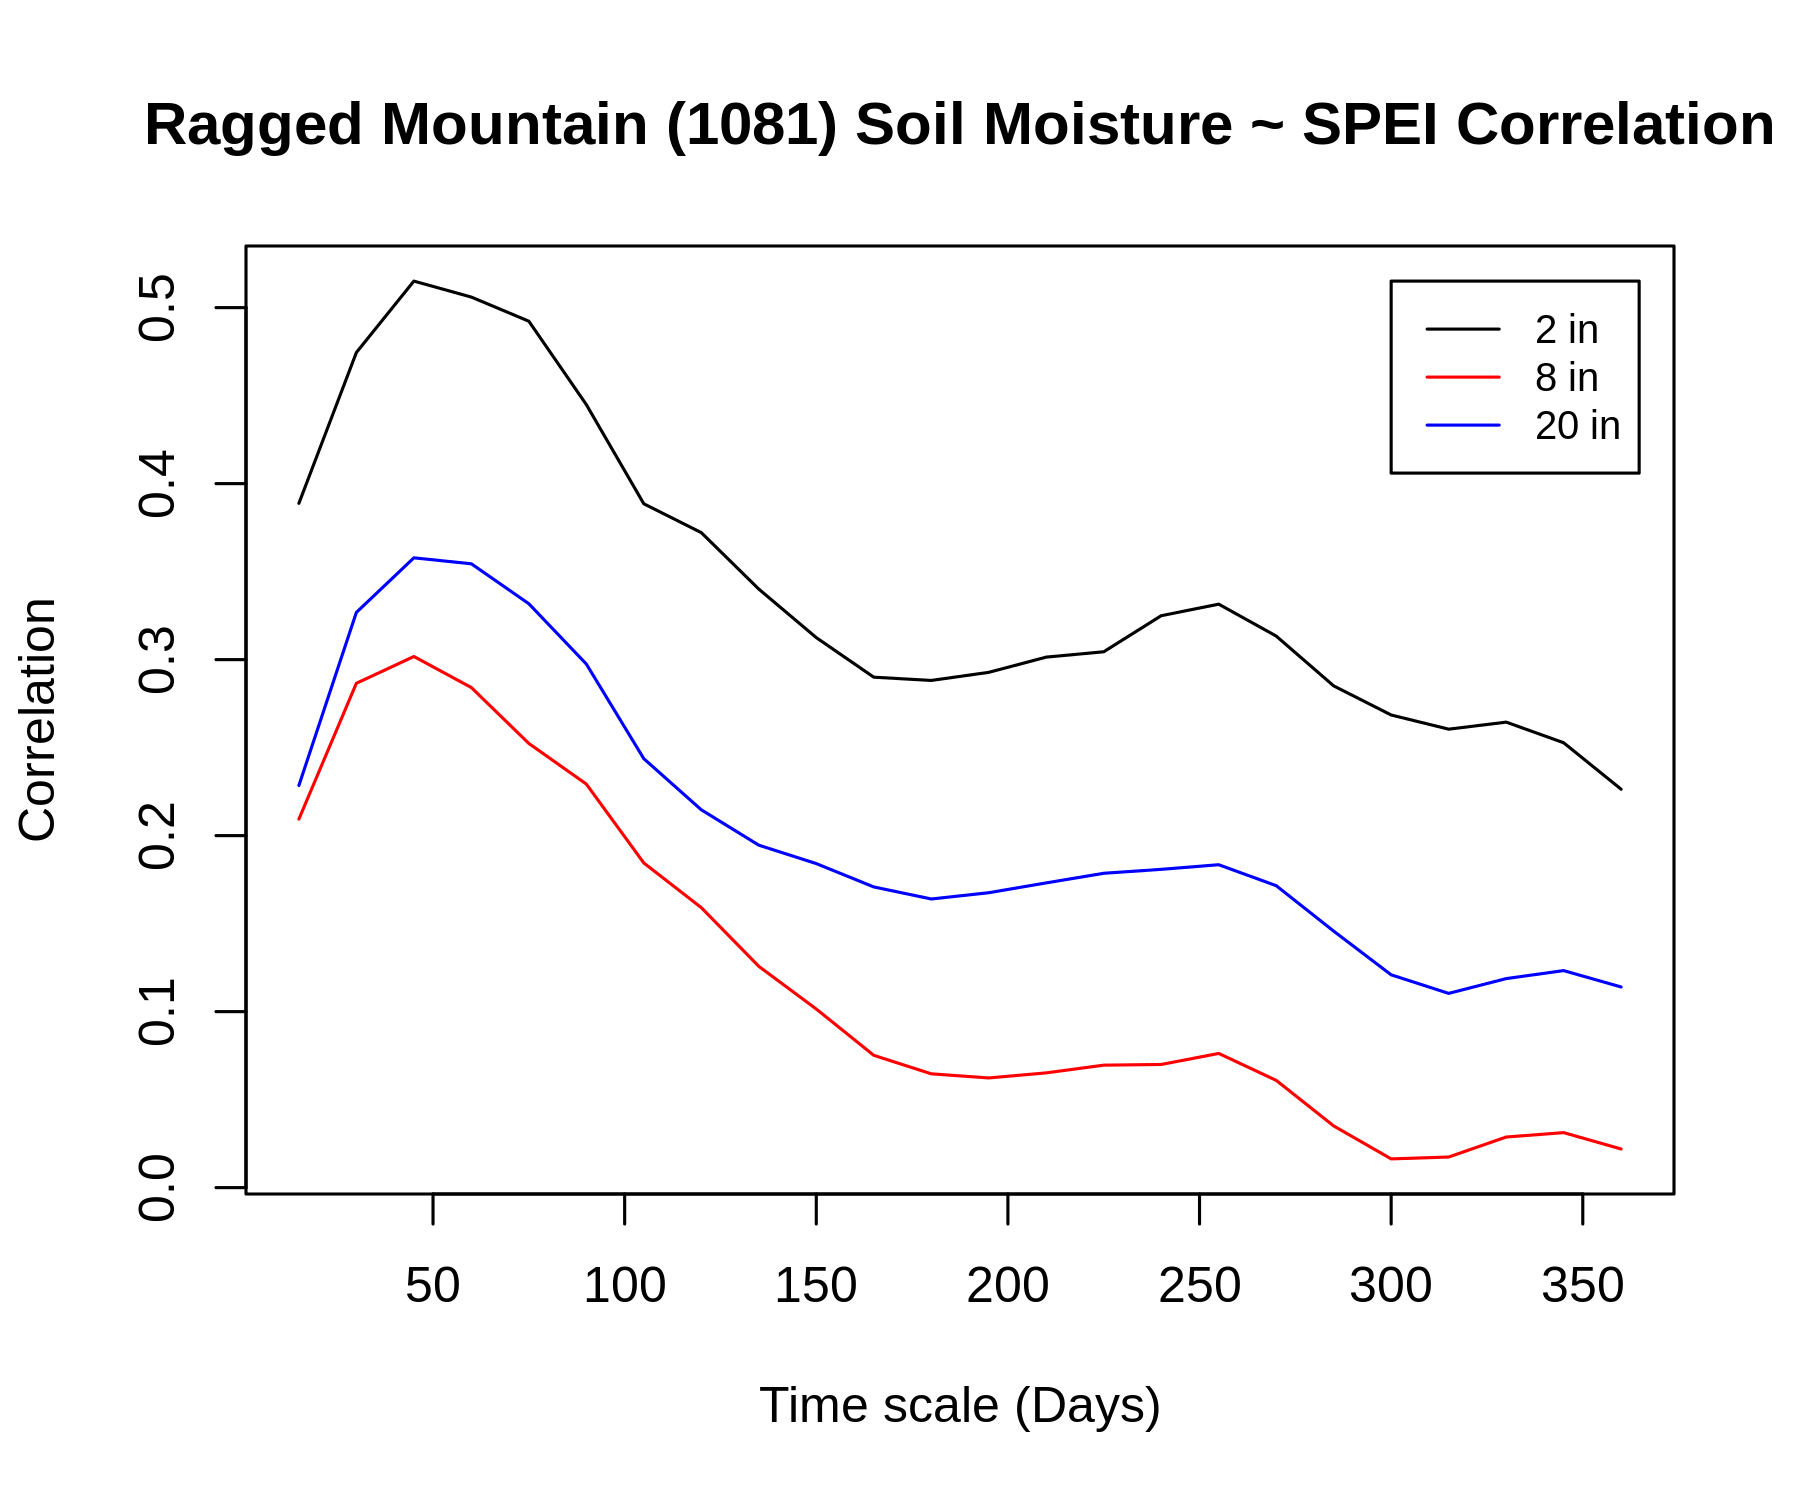 Ragged Mountain (1081) Soil Moisture ~ SPEI Correlation
2 in
8 in
20 in
Correlation
0.5
0.4
0.3
0.2
0.1
0.0
50 100 150 200 250 300 350
Time scale (Days)